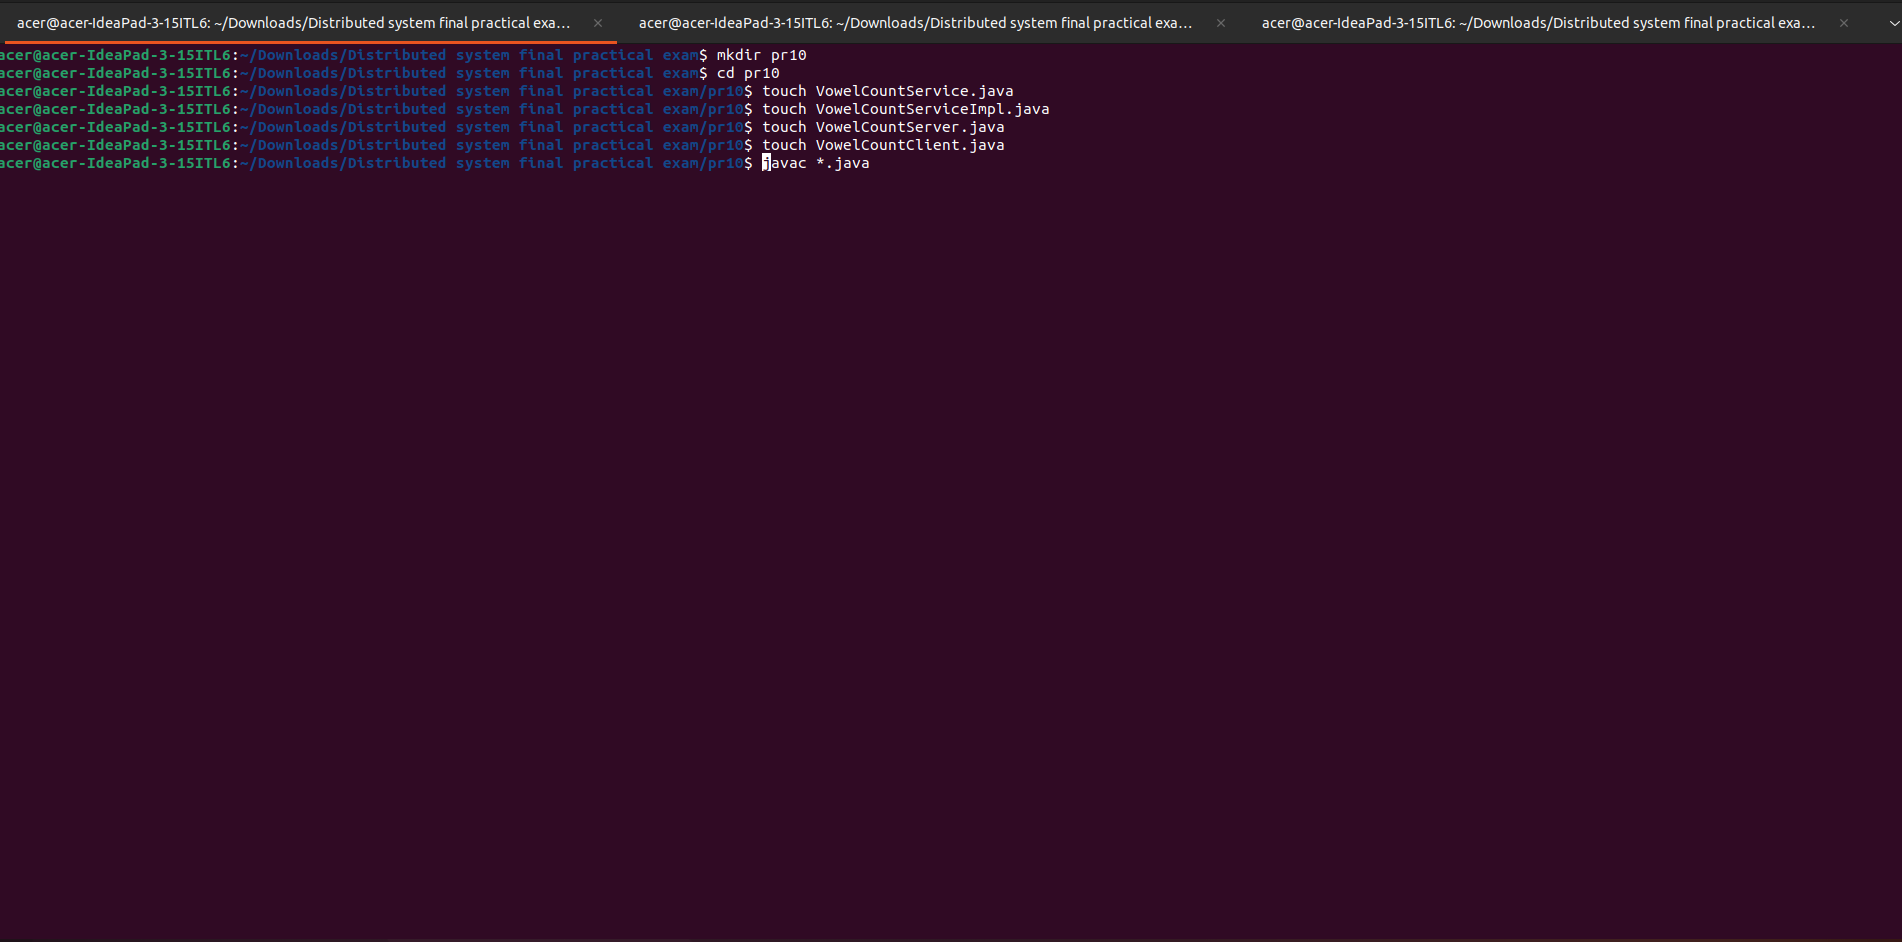 acer@acer-IdeaPad-3-15ITL6: ~/Downloads/Distributed system final practical exa... × acer@acer-IdeaPad-3-15ITL6: ~/Downloads/Distributed system final practical exa... × acer@acer-IdeaPad-3-15ITL6: ~/Downloads/Distributed system final practical exa... ×
acer@acer-IdeaPad-3-15ITL6:~/Downloads/Distributed system final practical exam$ mkdir pr10
acer@acer-IdeaPad-3-15ITL6:~/Downloads/Distributed system final practical exam$ cd pr10
acer@acer-IdeaPad-3-15ITL6:~/Downloads/Distributed system final practical exam/pr10$ touch VowelCountService.java
acer@acer-IdeaPad-3-15ITL6:~/Downloads/Distributed system final practical exam/pr10$ touch VowelCountServiceImpl.java
acer@acer-IdeaPad-3-15ITL6:~/Downloads/Distributed system final practical exam/pr10$ touch VowelCountServer.java
acer@acer-IdeaPad-3-15ITL6:~/Downloads/Distributed system final practical exam/pr10$ touch VowelCountClient.java
acer@acer-IdeaPad-3-15ITL6:~/Downloads/Distributed system final practical exam/pr10$ javac *.java